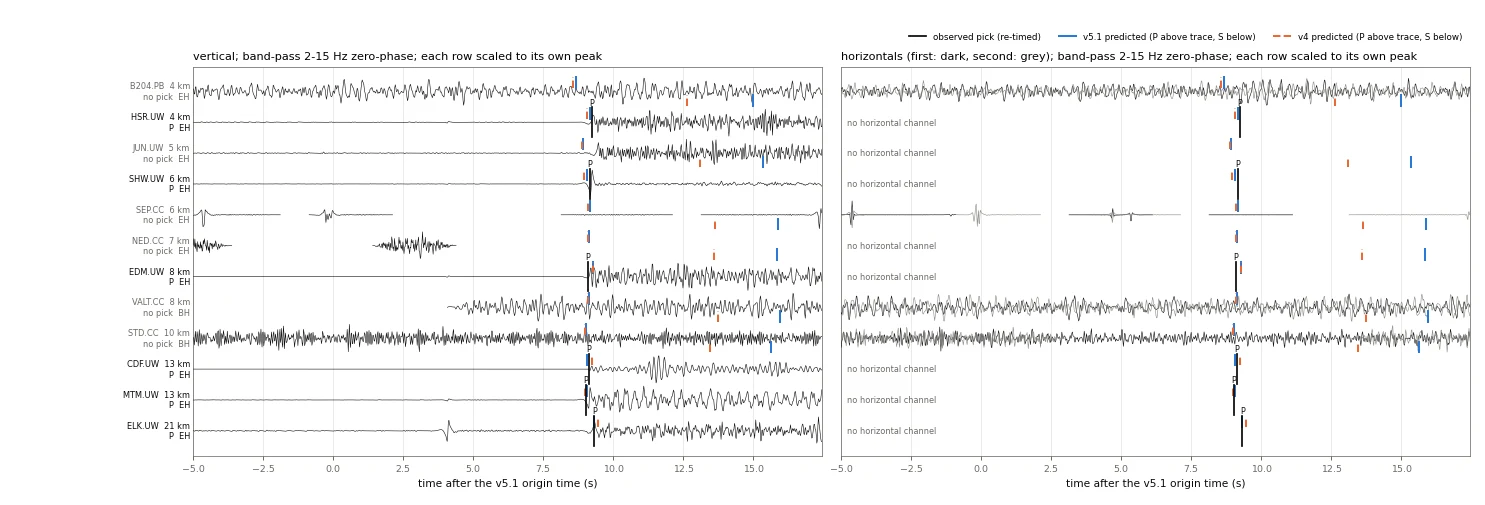 observed pick (re-timed)
v5.1 predicted (P above trace, S below)
v4 predicted (P above trace, S below)
vertical; band-pass 2-15 Hz zero-phase; each row scaled to its own peak
horizontals (first: dark, second: grey); band-pass 2-15 Hz zero-phase; each row scaled to its own peak
B204.PB 4 km
no pick EH
P
P
HSR.UW 4 km
P EH
no horizontal channel
JUN.UW 5 km
no pick EH
no horizontal channel
P
P
SHW.UW 6 km
P EH
no horizontal channel
SEP.CC 6 km
no pick EH
NED.CC 7 km
no pick EH
no horizontal channel
P
P
EDM.UW 8 km
P EH
no horizontal channel
VALT.CC 8 km
no pick BH
STD.CC 10 km
no pick BH
P
P
CDF.UW 13 km
P EH
no horizontal channel
P
P
MTM.UW 13 km
P EH
no horizontal channel
P
P
ELK.UW 21 km
P EH
no horizontal channel
−5.0 −2.5 0.0 2.5 5.0 7.5 10.0 12.5 15.0
−5.0 −2.5 0.0 2.5 5.0 7.5 10.0 12.5 15.0
time after the v5.1 origin time (s)
time after the v5.1 origin time (s)